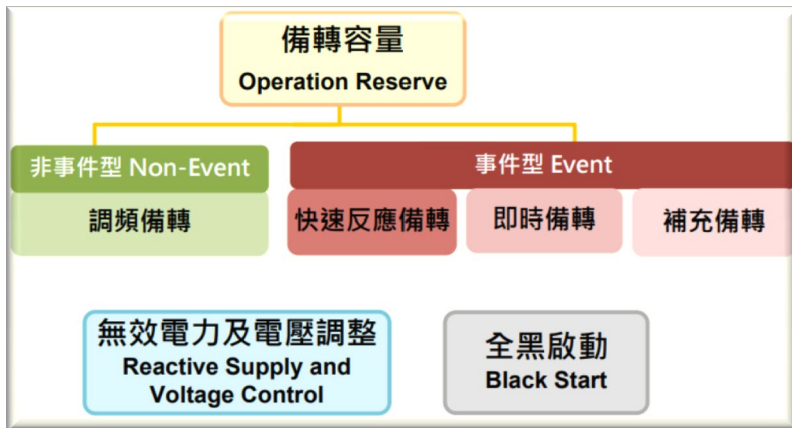 備轉容量
Operation Reserve
非事件型 Non-Event
事件型 Event
調頻備轉
快速反應備轉
即時備轉
補充備轉
無效電力及電壓調整
Reactive Supply and
Voltage Control
全黑啟動
Black Start